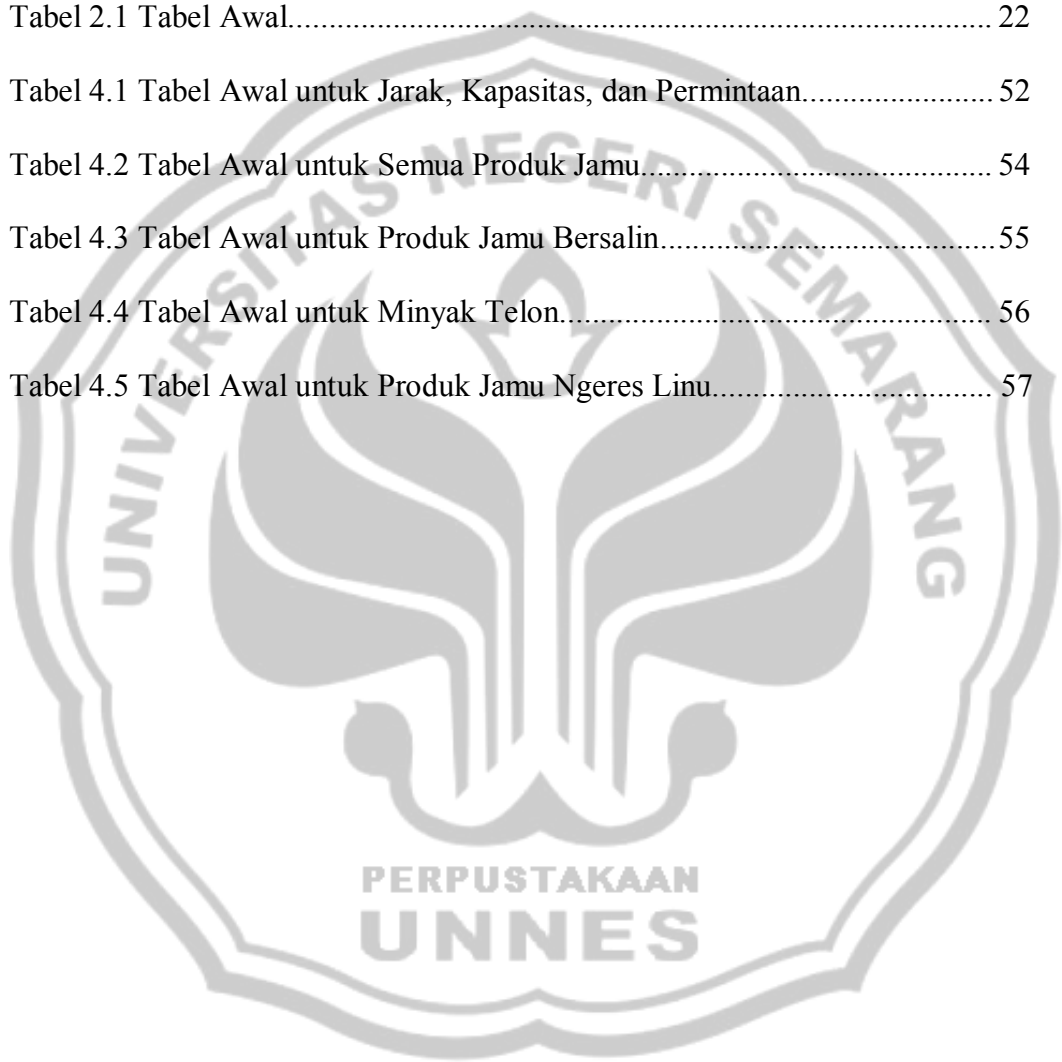 Tabel 2.1 Tabel Awal.......................................................................................... 22
Tabel 4.1 Tabel Awal untuk Jarak, Kapasitas, dan Permintaan........................ 52
Tabel 4.2 Tabel Awal untuk Semua Produk Jamu............................................ 54
Tabel 4.3 Tabel Awal untuk Produk Jamu Bersalin..........................................55
Tabel 4.4 Tabel Awal untuk Minyak Telon...................................................... 56
Tabel 4.5 Tabel Awal untuk Produk Jamu Ngeres Linu................................... 57
UNIVERSITAS NEGERI SEMARANG
PERPUSTAKAAN
UNNES